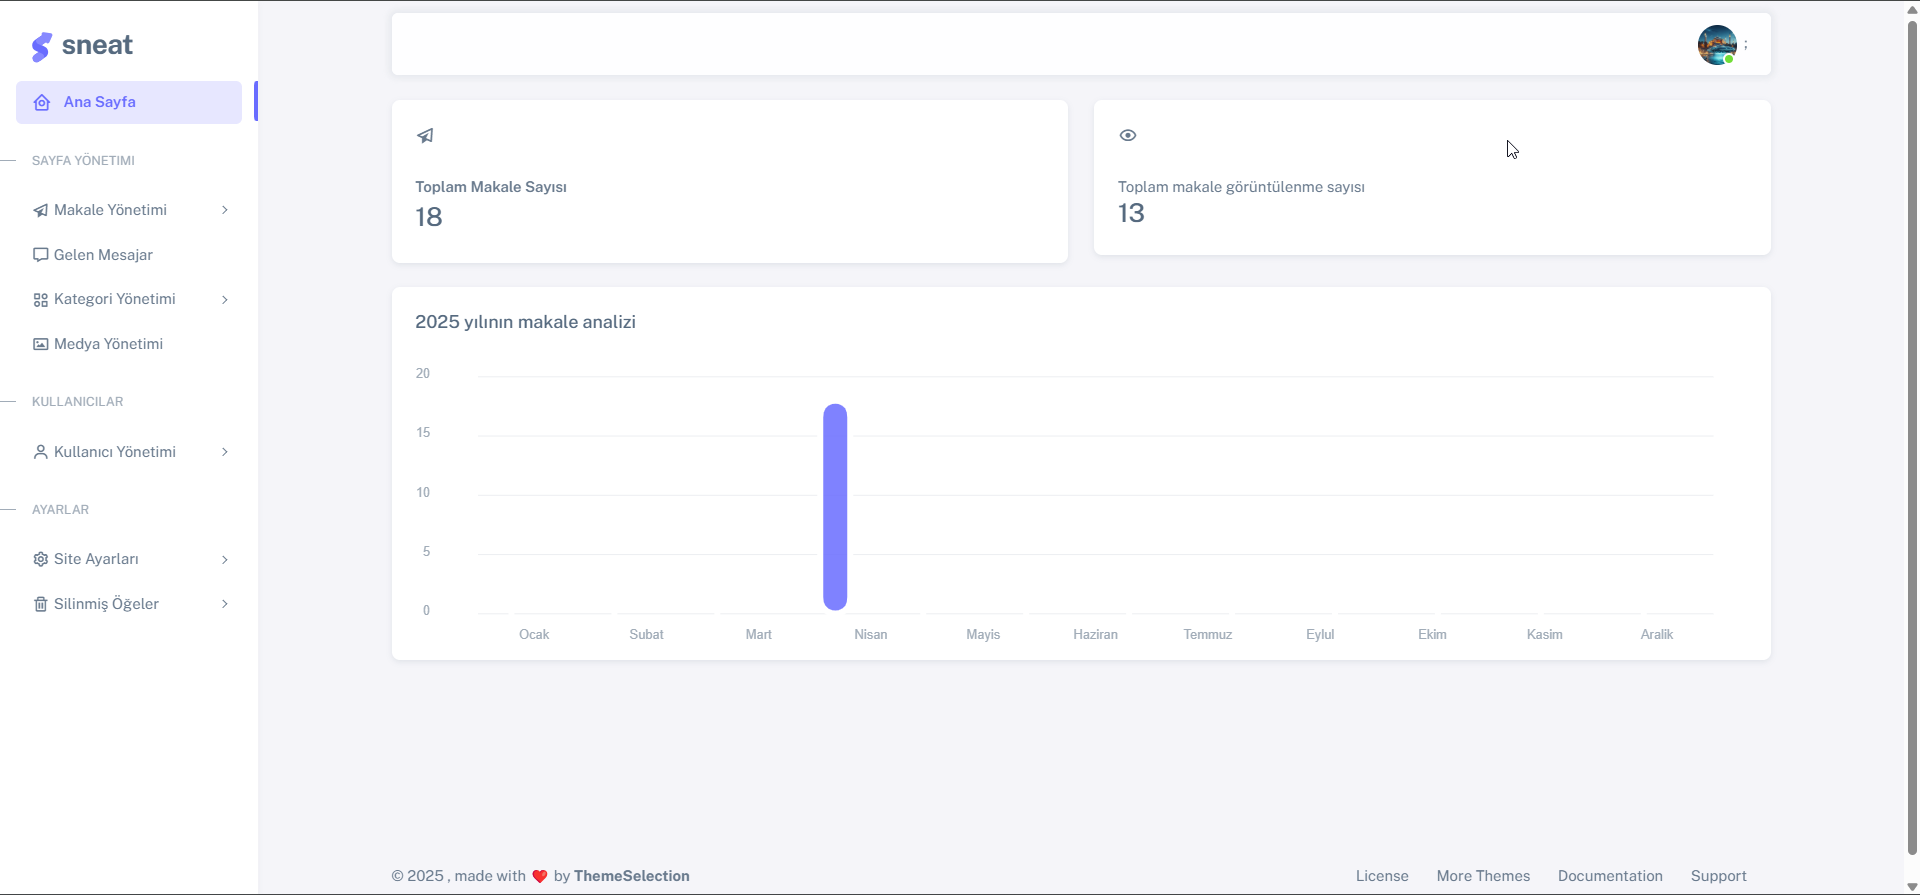 sneat
Ana Sayfa
SAYFA YÖNETIMI
Makale Yönetimi
Gelen Mesajar
Kategori Yönetimi
Medya Yönetimi
KULLANICILAR
Kullanıcı Yönetimi
AYARLAR
Site Ayarları
Silinmiş Öğeler
;
Toplam Makale Sayısı
18
Toplam makale görüntülenme sayısı
13
2025 yılının makale analizi
20
15
10
5
0
Ocak Subat Mart Nisan Mayis Haziran Temmuz Eylul Ekim Kasim Aralik
© 2025 , made with ❤️ by ThemeSelection
License More Themes Documentation Support